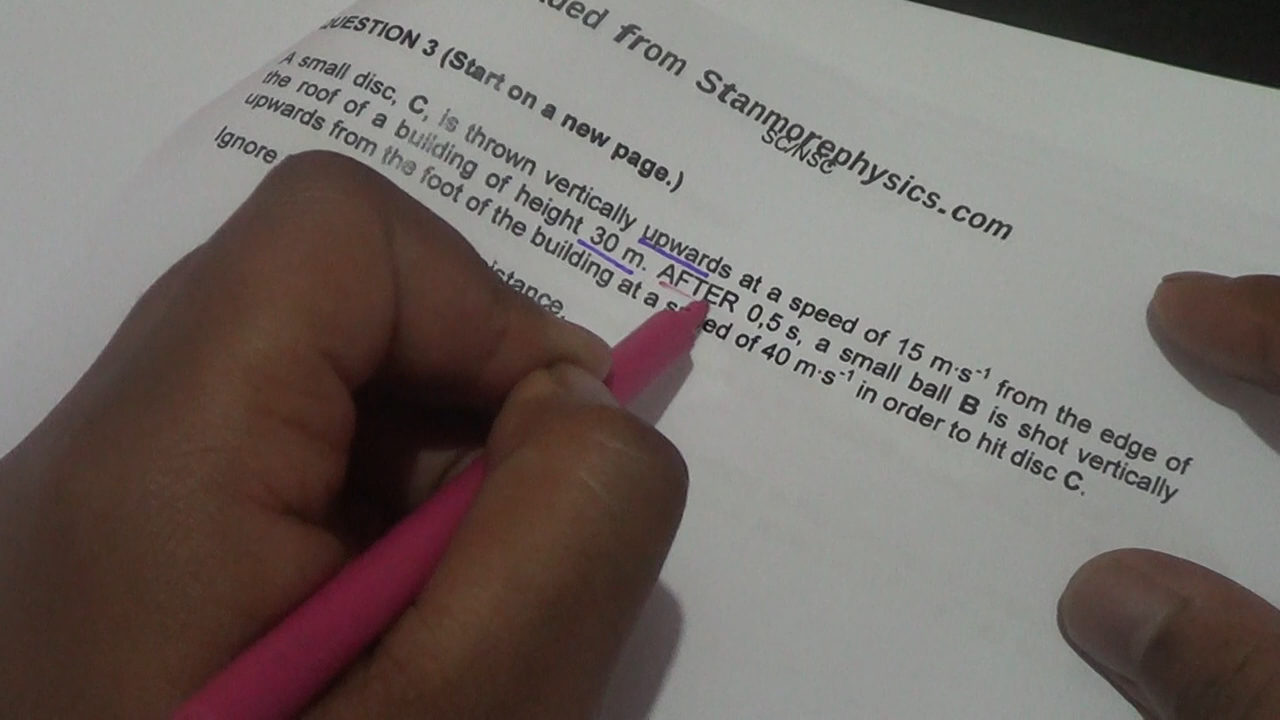 from Stanmorephysics.com
SC/NSC
QUESTION 3 (Start on a new page.)
A small disc, C, is thrown vertically upwards at a speed of 15 m·s⁻¹ from the edge of
the roof of a building of height 30 m. AFTER 0,5 s, a small ball B is shot vertically
upwards from the foot of the building at a speed of 40 m·s⁻¹ in order to hit disc C.
Ignore